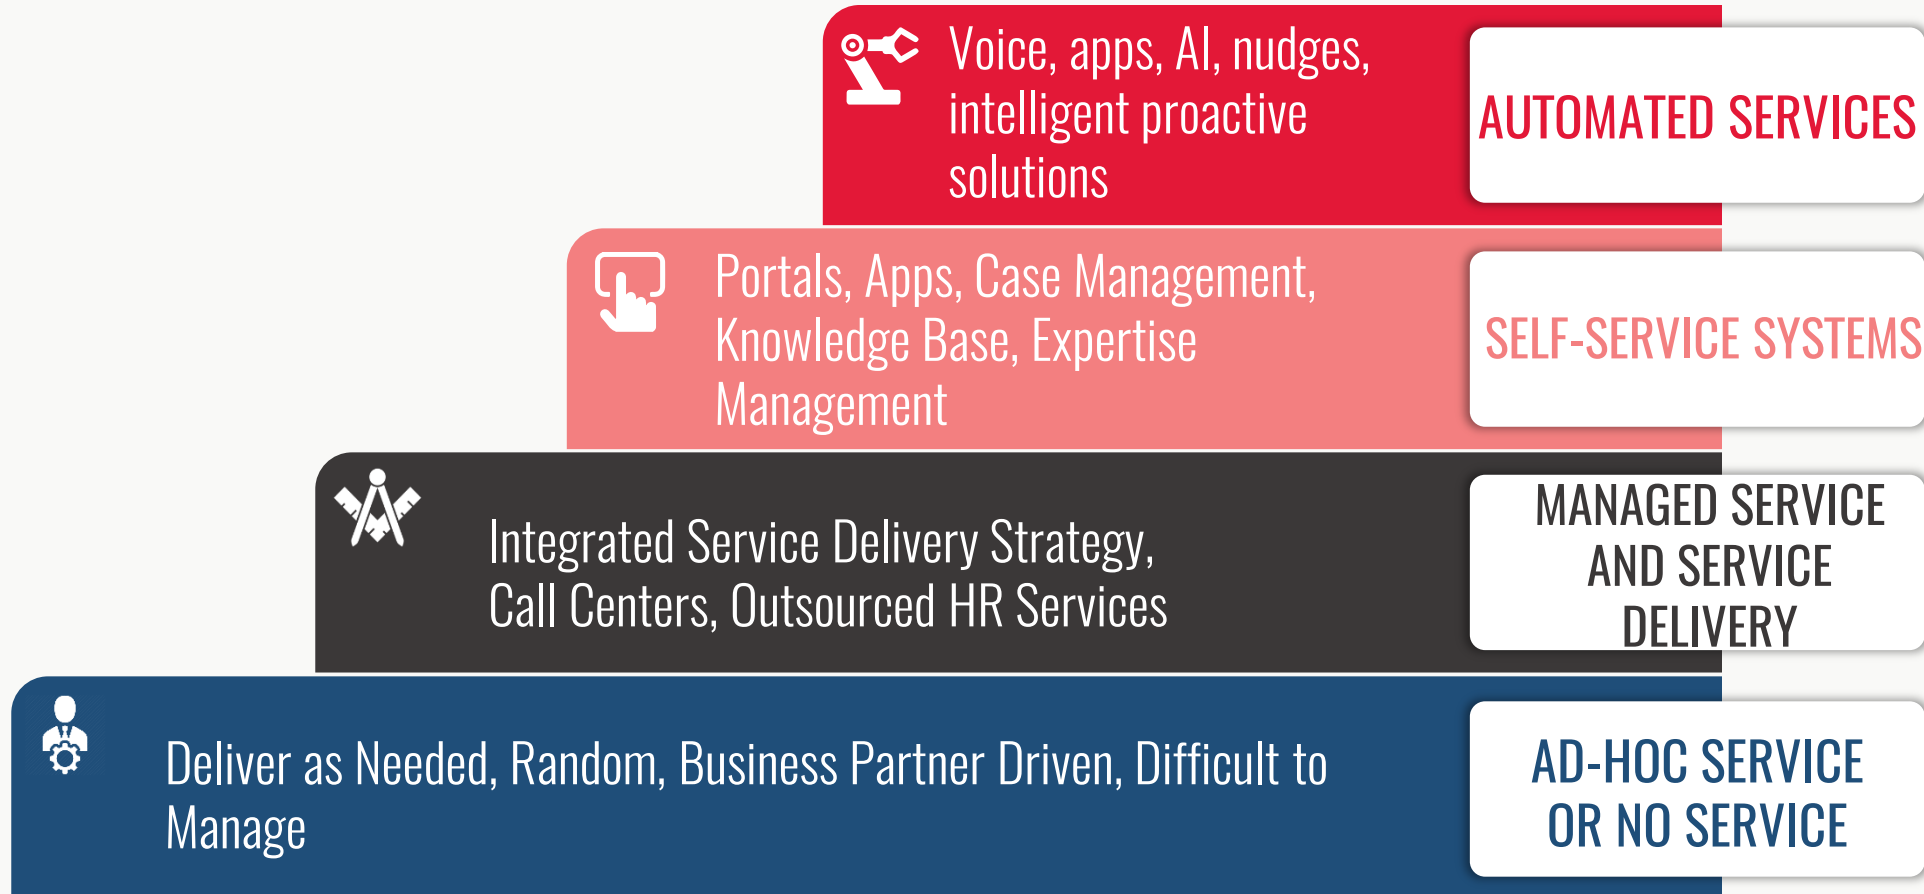 Voice, apps, AI, nudges,
intelligent proactive
solutions
AUTOMATED SERVICES
Portals, Apps, Case Management,
Knowledge Base, Expertise
Management
SELF-SERVICE SYSTEMS
Integrated Service Delivery Strategy,
Call Centers, Outsourced HR Services
MANAGED SERVICE
AND SERVICE
DELIVERY
Deliver as Needed, Random, Business Partner Driven, Difficult to
Manage
AD-HOC SERVICE
OR NO SERVICE